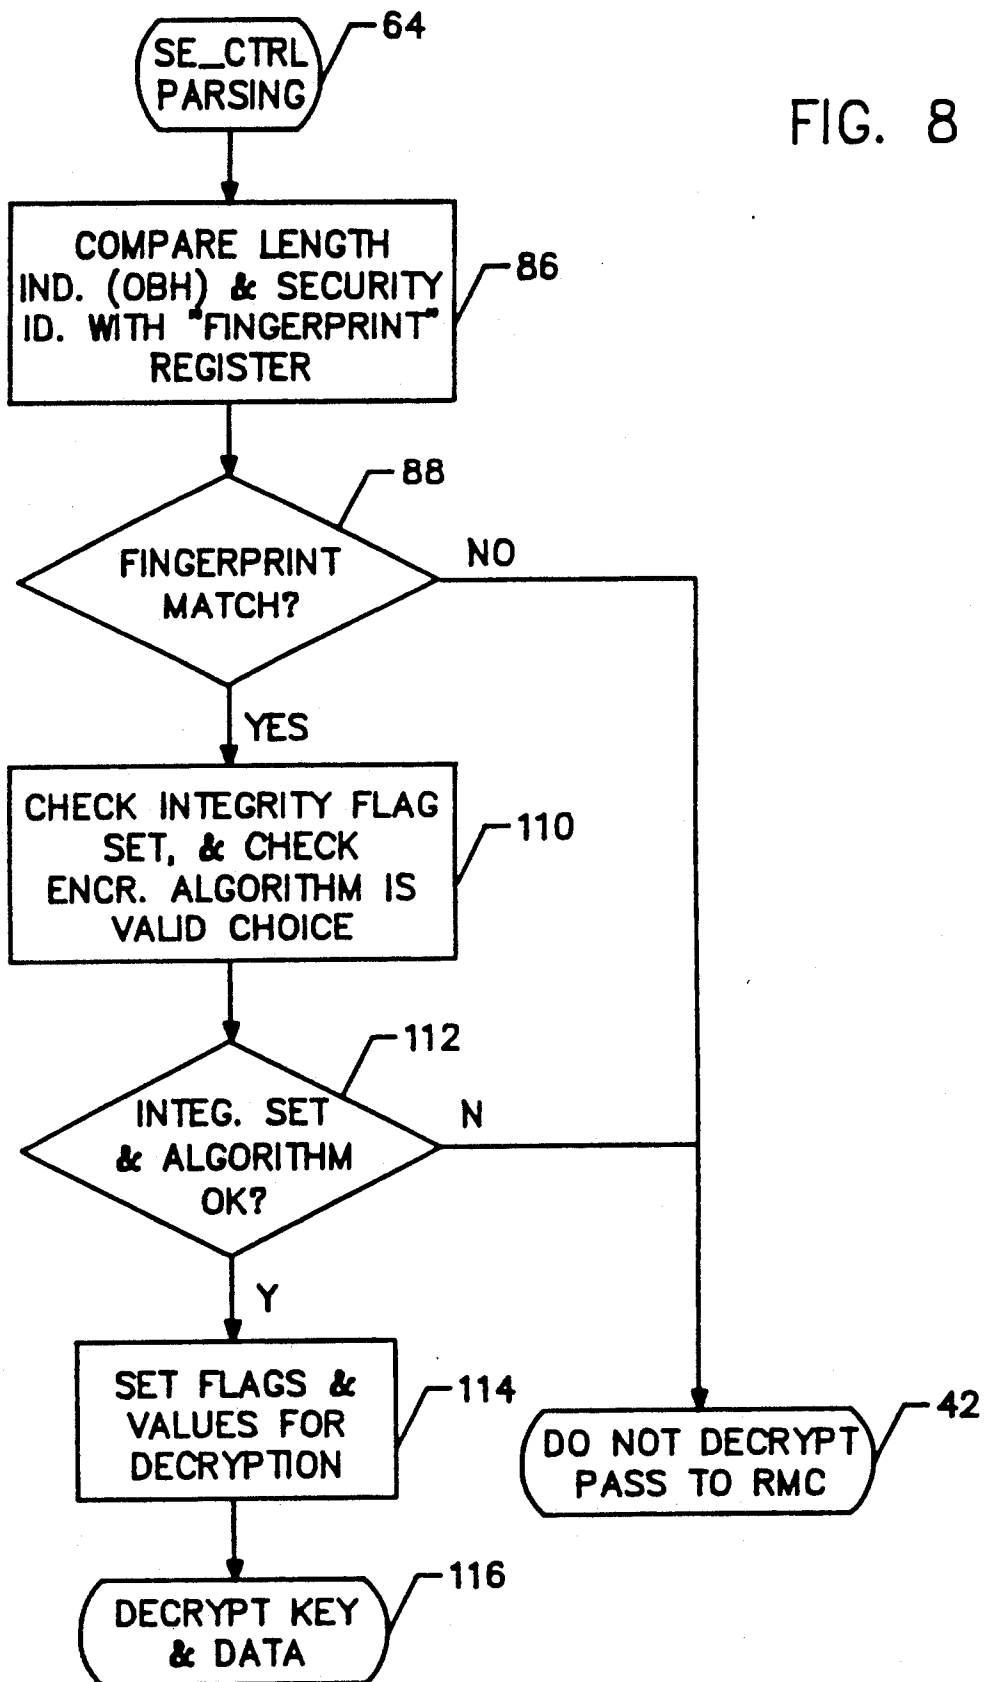 64
SE_CTRL
PARSING
FIG. 8
COMPARE LENGTH
IND. (OBH) & SECURITY
ID. WITH "FINGERPRINT"
REGISTER
86
88
FINGERPRINT
MATCH?
NO
YES
CHECK INTEGRITY FLAG
SET, & CHECK
ENCR. ALGORITHM IS
VALID CHOICE
110
112
INTEG. SET
& ALGORITHM
OK?
N
Y
SET FLAGS &
VALUES FOR
DECRYPTION
114
DO NOT DECRYPT
PASS TO RMC
42
DECRYPT KEY
& DATA
116